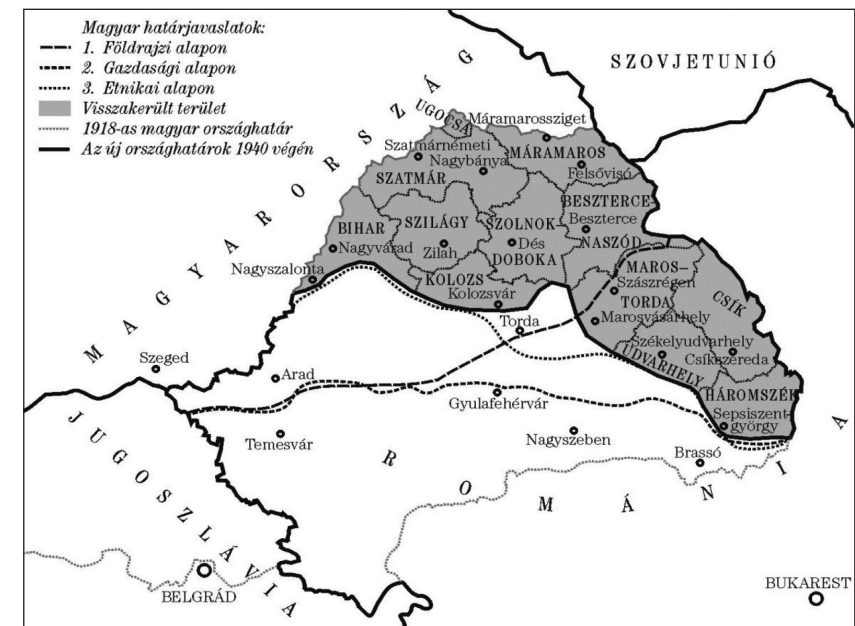 Magyar határjavaslatok:
1. Földrajzi alapon
2. Gazdasági alapon
3. Etnikai alapon
Visszakerült terület
1918-as magyar országhatár
Az új országhatárok 1940 végén
SZOVJETUNIÓ
MAGYARORSZÁG
UGOCSA
Máramarossziget
Szatmárnémeti
Nagybánya
MÁRAMAROS
Felsővisó
SZATMÁR
BESZTERCE-
Beszterce
NASZÓD
BIHAR
Nagyvárad
SZILÁGY
Zilah
SZOLNOK-
Dés
DOBOKA
Nagyszalonta
KOLOZS
Kolozsvár
MAROS-
Szászrégen
TORDA
Marosvásárhely
CSÍK
Torda
Székelyudvarhely
Csíkszereda
UDVARHELY
Szeged
Arad
HÁROMSZÉK
Sepsiszent-
györgy
Gyulafehérvár
Temesvár
Nagyszeben
Brassó
ROMÁNIA
JUGOSZLÁVIA
BELGRÁD
BUKAREST